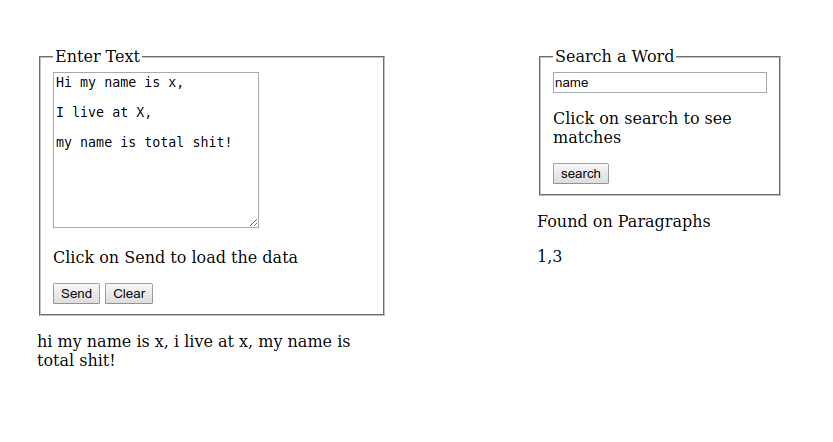 Enter Text
Hi my name is x,
I live at X,
my name is total shit!
Click on Send to load the data
Send Clear
hi my name is x, i live at x, my name is
total shit!
Search a Word
name
Click on search to see
matches
search
Found on Paragraphs
1,3